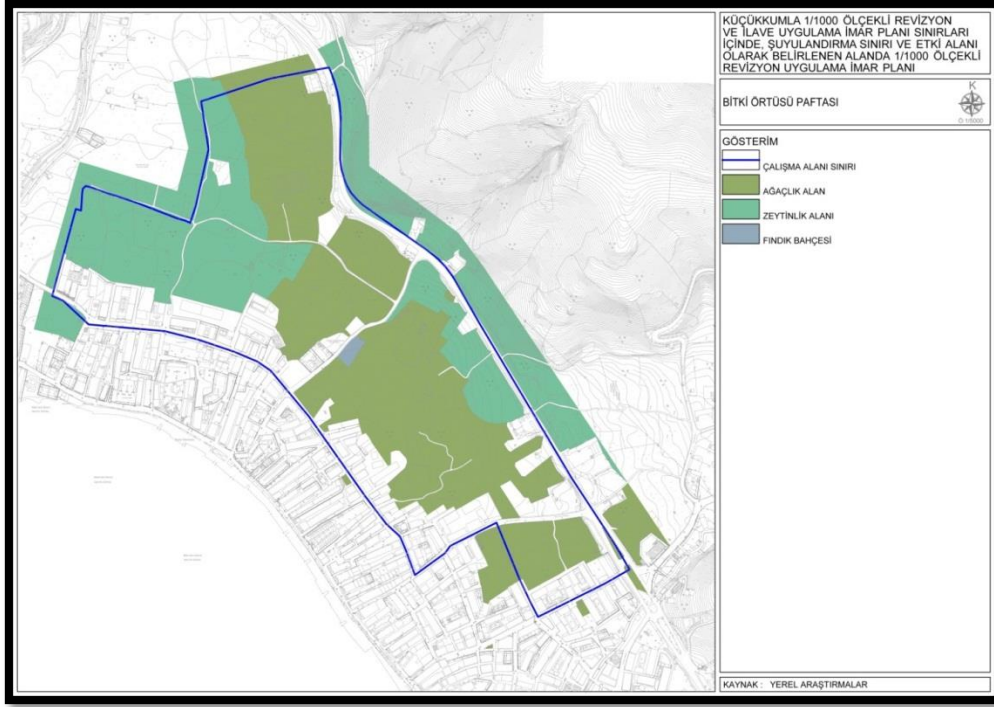 KÜÇÜKKUMLA 1/1000 ÖLÇEKLİ REVİZYON
VE İLAVE UYGULAMA İMAR PLANI SINIRLARI
İÇİNDE, ŞUYULANDIRMA SINIRI VE ETKİ ALANI
OLARAK BELİRLENEN ALANDA 1/1000 ÖLÇEKLİ
REVİZYON UYGULAMA İMAR PLANI
BİTKİ ÖRTÜSÜ PAFTASI
K
Ö:1/5000
GÖSTERİM
ÇALIŞMA ALANI SINIRI
AĞAÇLIK ALAN
ZEYTİNLİK ALANI
FINDIK BAHÇESİ
KAYNAK : YEREL ARAŞTIRMALAR